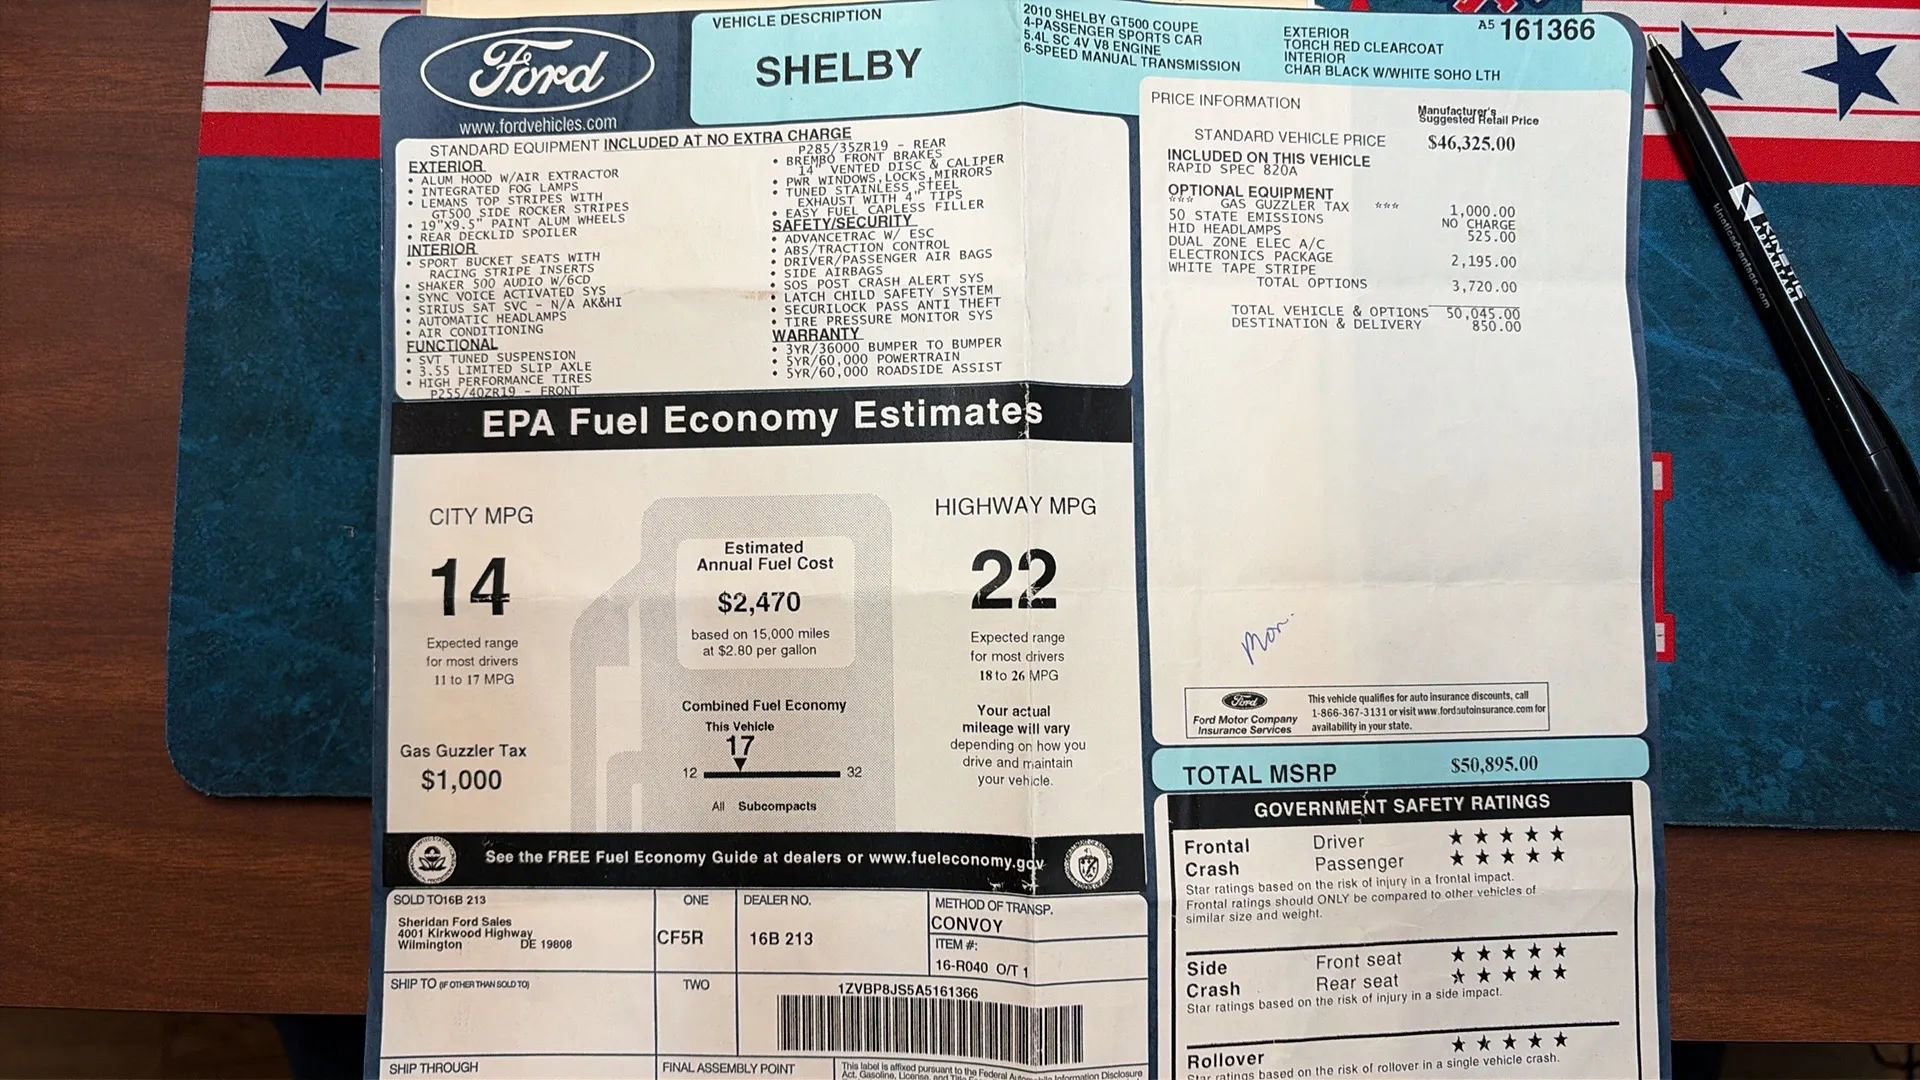 Ford
www.fordvehicles.com
VEHICLE DESCRIPTION
SHELBY
2010 SHELBY GT500 COUPE
4-PASSENGER SPORTS CAR
5.4L SC 4V V8 ENGINE
6-SPEED MANUAL TRANSMISSION
EXTERIOR
TORCH RED CLEARCOAT
INTERIOR
CHAR BLACK W/WHITE SOHO LTH
A5 161366
STANDARD EQUIPMENT INCLUDED AT NO EXTRA CHARGE
EXTERIOR
• ALUM HOOD W/AIR EXTRACTOR
• INTEGRATED FOG LAMPS
• LEMANS TOP STRIPES WITH
GT500 SIDE ROCKER STRIPES
• 19"X9.5" PAINT ALUM WHEELS
• REAR DECKLID SPOILER
INTERIOR
• SPORT BUCKET SEATS WITH
RACING STRIPE INSERTS
• SHAKER 500 AUDIO W/6CD
• SYNC VOICE ACTIVATED SYS
• SIRIUS SAT SVC - N/A AK&HI
• AUTOMATIC HEADLAMPS
• AIR CONDITIONING
FUNCTIONAL
• SVT TUNED SUSPENSION
• 3.55 LIMITED SLIP AXLE
• HIGH PERFORMANCE TIRES
P255/40ZR19 - FRONT
P285/35ZR19 - REAR
• BREMBO FRONT BRAKES
14" VENTED DISC & CALIPER
• PWR WINDOWS,LOCKS,MIRRORS
• TUNED STAINLESS STEEL
EXHAUST WITH 4" TIPS
• EASY FUEL CAPLESS FILLER
SAFETY/SECURITY
• ADVANCETRAC W/ ESC
• ABS/TRACTION CONTROL
• DRIVER/PASSENGER AIR BAGS
• SIDE AIRBAGS
• SOS POST CRASH ALERT SYS
• LATCH CHILD SAFETY SYSTEM
• SECURILOCK PASS ANTI THEFT
• TIRE PRESSURE MONITOR SYS
WARRANTY
• 3YR/36000 BUMPER TO BUMPER
• 5YR/60,000 POWERTRAIN
• 5YR/60,000 ROADSIDE ASSIST
PRICE INFORMATION
Manufacturer's
Suggested Retail Price
STANDARD VEHICLE PRICE $46,325.00
INCLUDED ON THIS VEHICLE
RAPID SPEC 820A
OPTIONAL EQUIPMENT
*** GAS GUZZLER TAX *** 1,000.00
50 STATE EMISSIONS NO CHARGE
HID HEADLAMPS 525.00
DUAL ZONE ELEC A/C
ELECTRONICS PACKAGE 2,195.00
WHITE TAPE STRIPE
TOTAL OPTIONS 3,720.00
TOTAL VEHICLE & OPTIONS 50,045.00
DESTINATION & DELIVERY 850.00
Ford
Ford Motor Company
Insurance Services
This vehicle qualifies for auto insurance discounts, call
1-866-367-3131 or visit www.fordautoinsurance.com for
availability in your state.
TOTAL MSRP $50,895.00
EPA Fuel Economy Estimates
CITY MPG
14
Expected range
for most drivers
11 to 17 MPG
Gas Guzzler Tax
$1,000
Estimated
Annual Fuel Cost
$2,470
based on 15,000 miles
at $2.80 per gallon
Combined Fuel Economy
This Vehicle
17
12 32
All Subcompacts
HIGHWAY MPG
22
Expected range
for most drivers
18 to 26 MPG
Your actual
mileage will vary
depending on how you
drive and maintain
your vehicle.
See the FREE Fuel Economy Guide at dealers or www.fueleconomy.gov
GOVERNMENT SAFETY RATINGS
Frontal
Crash
Driver ★★★★★
Passenger ★★★★★
Star ratings based on the risk of injury in a frontal impact.
Frontal ratings should ONLY be compared to other vehicles of
similar size and weight.
Side
Crash
Front seat ★★★★★
Rear seat ★★★★★
Star ratings based on the risk of injury in a side impact.
Rollover ★★★★★
Star ratings based on the risk of rollover in a single vehicle crash.
SOLD TO 16B 213
Sheridan Ford Sales
4001 Kirkwood Highway
Wilmington DE 19808
ONE
CF5R
DEALER NO.
16B 213
METHOD OF TRANSP.
CONVOY
ITEM #:
16-R040 O/T 1
SHIP TO (IF OTHER THAN SOLD TO)
TWO
1ZVBP8JS5A5161366
SHIP THROUGH
FINAL ASSEMBLY POINT
This label is affixed pursuant to the Federal Automobile Information Disclosure
KINETIC
ADVANTAGE
kineticadvantage.com